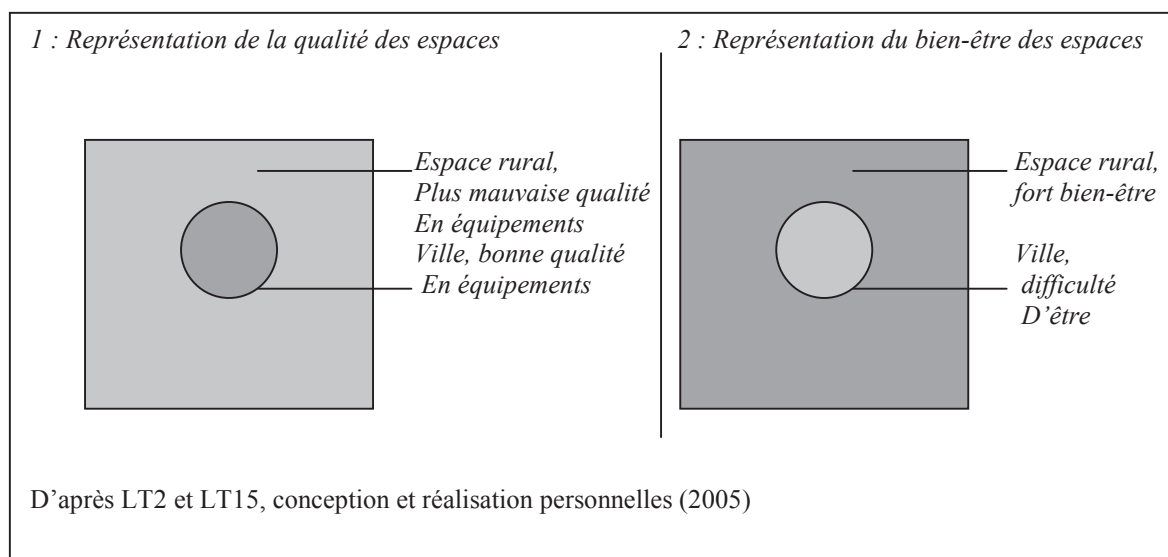 1 : Représentation de la qualité des espaces
Espace rural,
Plus mauvaise qualité
En équipements
Ville, bonne qualité
En équipements
2 : Représentation du bien-être des espaces
Espace rural,
fort bien-être
Ville,
difficulté
D’être
D’après LT2 et LT15, conception et réalisation personnelles (2005)